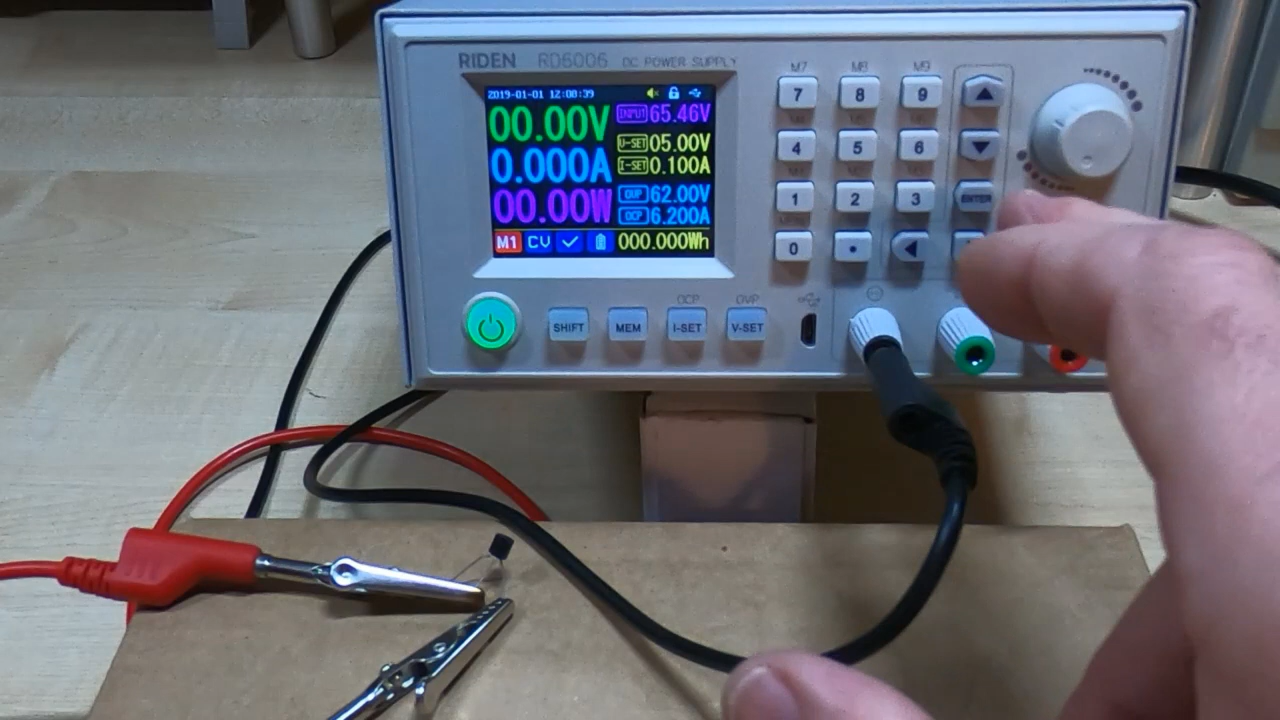 RIDEN RD6006 DC POWER SUPPLY
2019-01-01 12:08:39
00.00V
INPUT 65.46V
0.000A
V-SET 05.00V
I-SET 0.100A
00.00W
OVP 62.00V
OCP 6.200A
M1 CV 000.000Wh
M7 M8 M9
7 8 9
4 5 6
1 2 3 ENTER
0 .
OCP OVP
SHIFT MEM I-SET V-SET